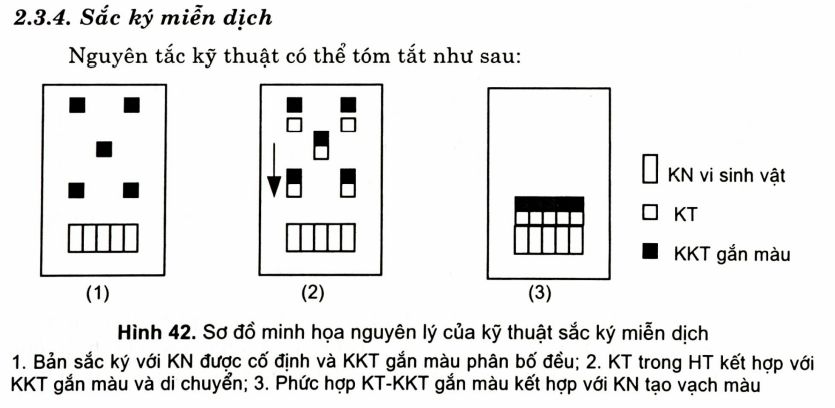 2.3.4. Sắc ký miễn dịch
Nguyên tắc kỹ thuật có thể tóm tắt như sau:
KN vi sinh vật
KT
KKT gắn màu
(1)
(2)
(3)
Hình 42. Sơ đồ minh họa nguyên lý của kỹ thuật sắc ký miễn dịch
1. Bản sắc ký với KN được cố định và KKT gắn màu phân bố đều; 2. KT trong HT kết hợp với
KKT gắn màu và di chuyển; 3. Phức hợp KT-KKT gắn màu kết hợp với KN tạo vạch màu